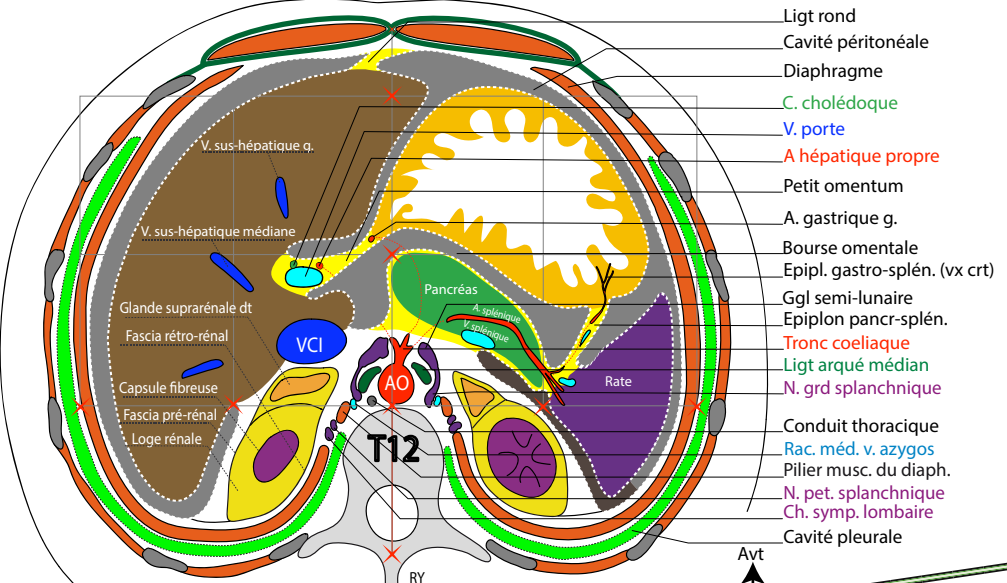 Ligt rond
Cavité péritonéale
Diaphragme
C. cholédoque
V. porte
A hépatique propre
Petit omentum
A. gastrique g.
Bourse omentale
Epipl. gastro-splén. (vx crt)
Ggl semi-lunaire
Epiplon pancr-splén.
Tronc coeliaque
Ligt arqué médian
N. grd splanchnique
Conduit thoracique
Rac. méd. v. azygos
Pilier musc. du diaph.
N. pet. splanchnique
Ch. symp. lombaire
Cavité pleurale
V. sus-hépatique g.
V. sus-hépatique médiane
Glande suprarénale dt
Fascia rétro-rénal
Capsule fibreuse
Fascia pré-rénal
Loge rénale
VCI
AO
Pancréas
A. splénique
V. splénique
Rate
T12
RY
Avt